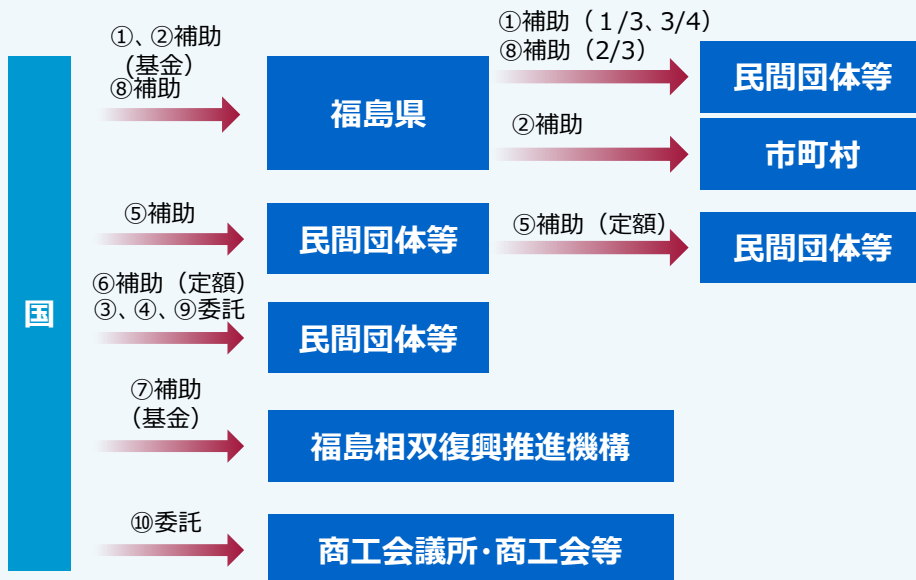 国
①、②補助
(基金)
⑧補助
福島県
①補助（１/3、3/4）
⑧補助（2/3）
民間団体等
②補助
市町村
⑤補助
民間団体等
⑤補助（定額）
民間団体等
⑥補助（定額）
③、④、⑨委託
民間団体等
⑦補助
（基金）
福島相双復興推進機構
⑩委託
商工会議所･商工会等